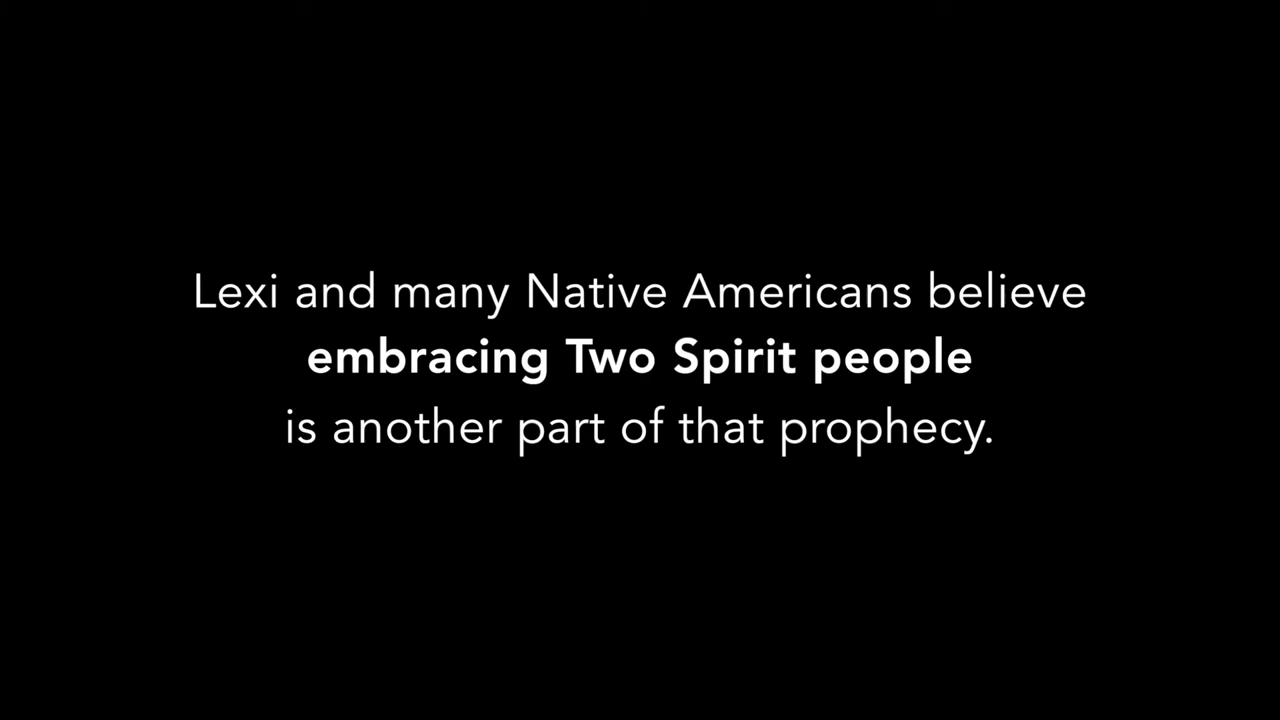 Lexi and many Native Americans believe
embracing Two Spirit people
is another part of that prophecy.